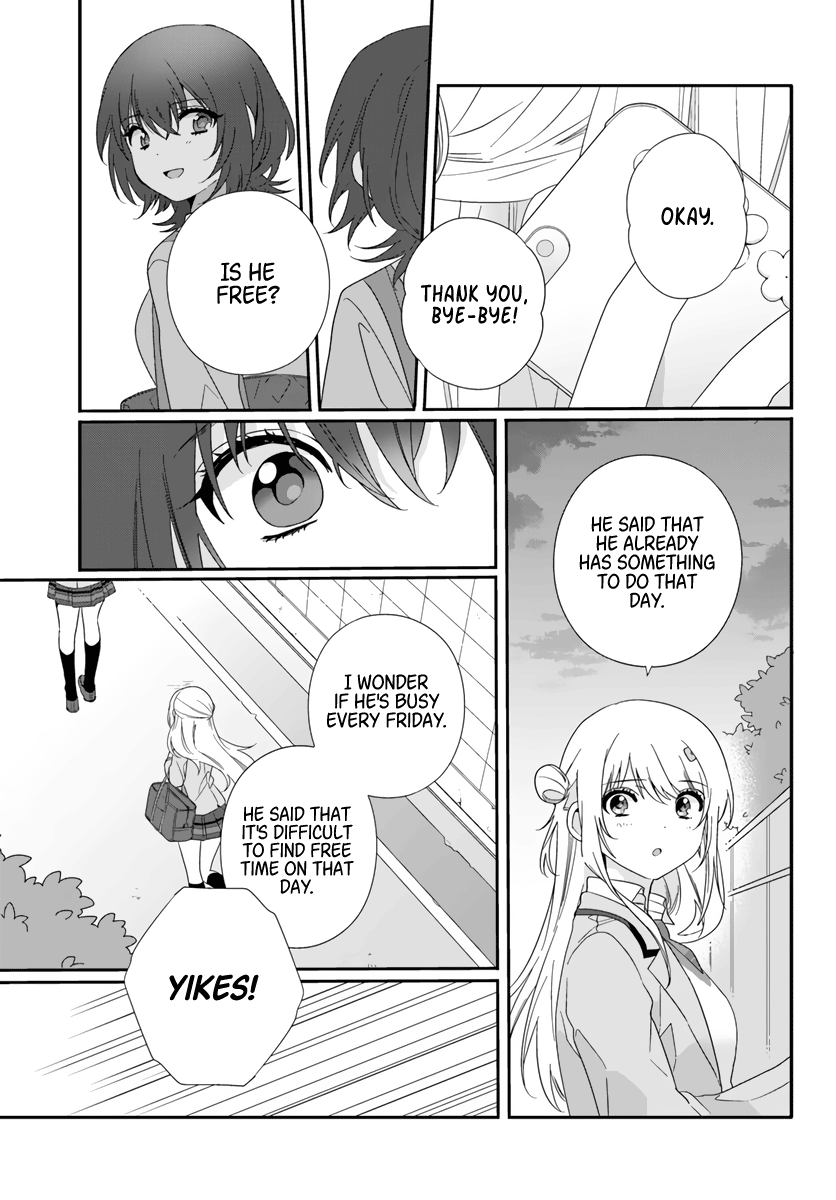 OKAY.
THANK YOU,
BYE-BYE!
IS HE
FREE?
HE SAID THAT
HE ALREADY
HAS SOMETHING
TO DO THAT
DAY.
I WONDER
IF HE'S BUSY
EVERY FRIDAY.
HE SAID THAT
IT'S DIFFICULT
TO FIND FREE
TIME ON THAT
DAY.
YIKES!